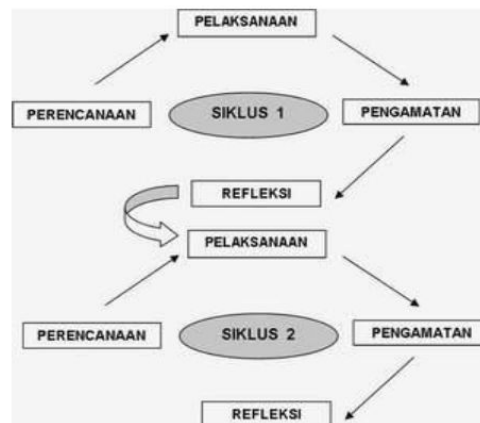 PELAKSANAAN
PERENCANAAN
SIKLUS 1
PENGAMATAN
REFLEKSI
PELAKSANAAN
PERENCANAAN
SIKLUS 2
PENGAMATAN
REFLEKSI